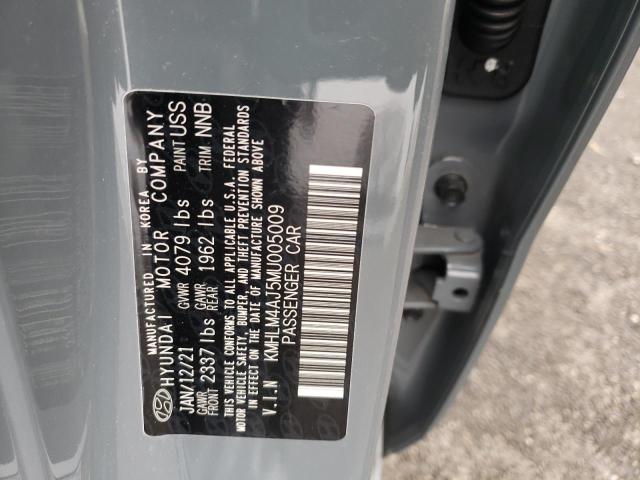 MANUFACTURED IN KOREA BY
HYUNDAI MOTOR COMPANY
JAN/12/21 GVWR 4079 lbs PAINT USS
GAWR FRONT 2337 lbs GAWR REAR 1962 lbs TRIM NNB
THIS VEHICLE CONFORMS TO ALL APPLICABLE U.S.A. FEDERAL
MOTOR VEHICLE SAFETY, BUMPER, AND THEFT PREVENTION STANDARDS
IN EFFECT ON THE DATE OF MANUFACTURE SHOWN ABOVE
V.I.N KMHLM4AJ5MU005009
PASSENGER CAR